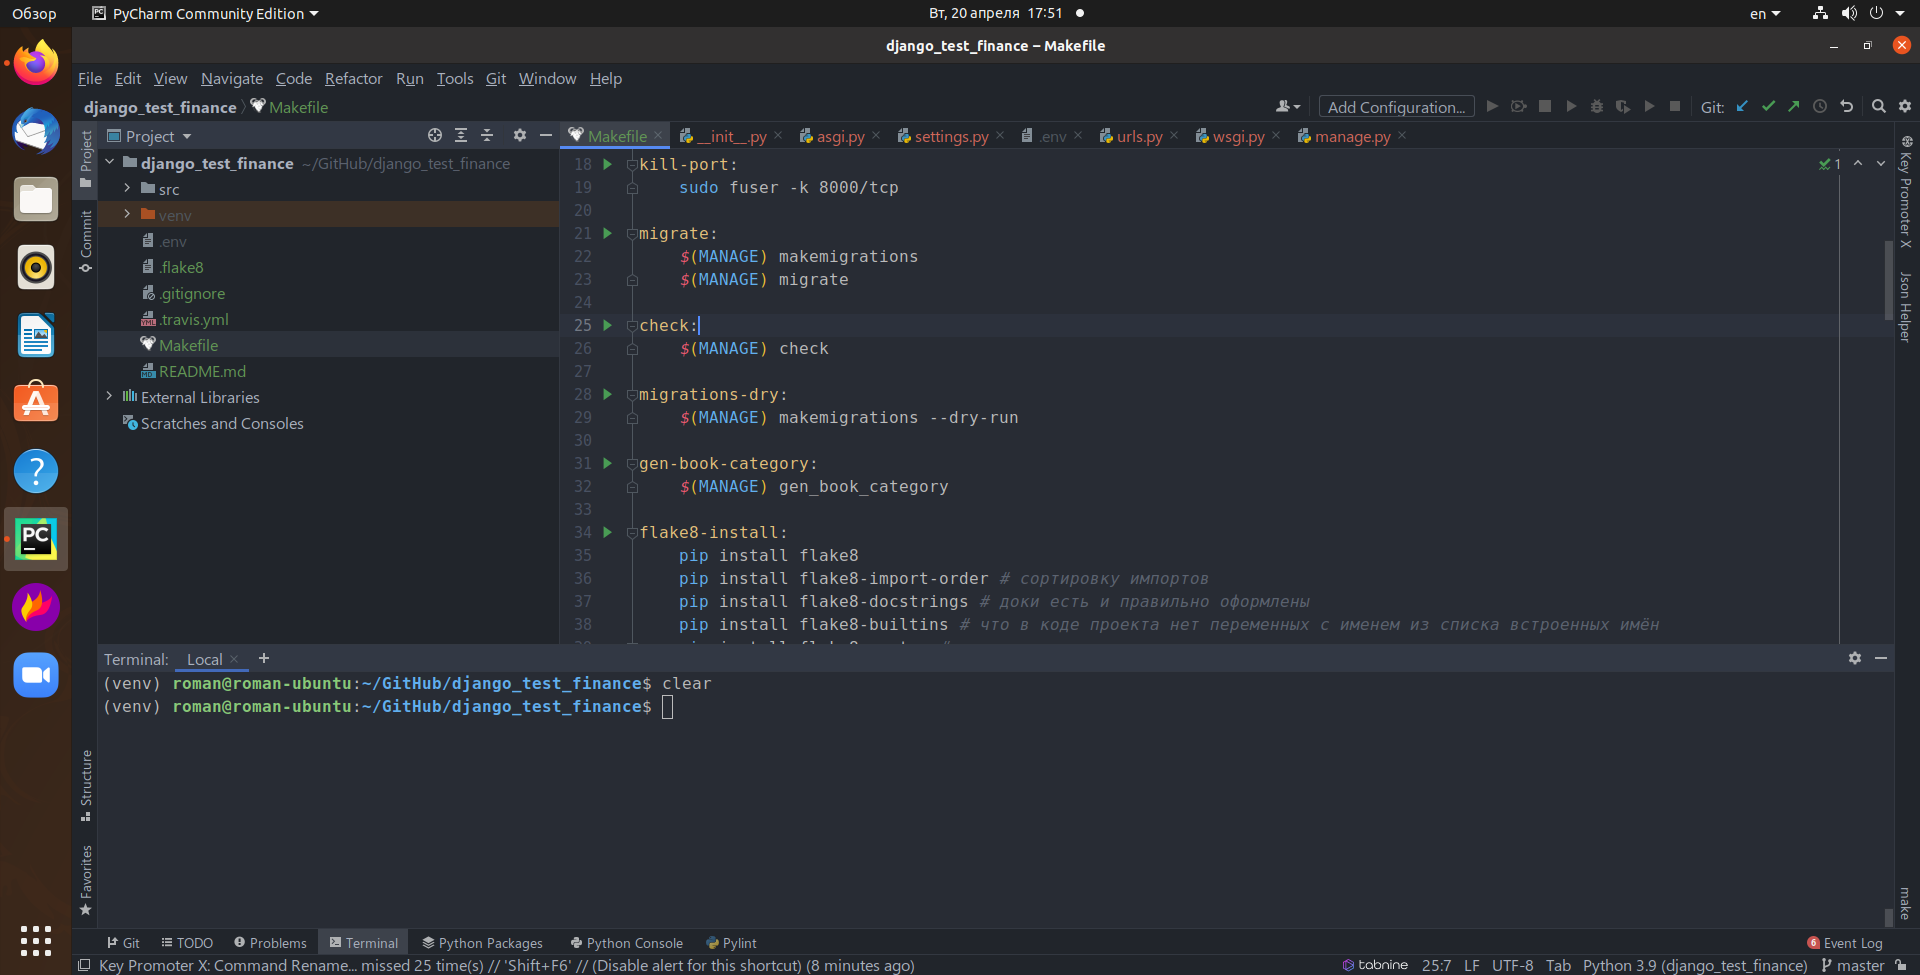 Обзор
PyCharm Community Edition
Вт, 20 апреля 17:51
en
django_test_finance – Makefile
File Edit View Navigate Code Refactor Run Tools Git Window Help
django_test_finance Makefile
Add Configuration...
Git:
Project
Makefile
__init__.py
asgi.py
settings.py
.env
urls.py
wsgi.py
manage.py
Project
Commit
Structure
Favorites
django_test_finance ~/GitHub/django_test_finance
src
venv
.env
.flake8
.gitignore
.travis.yml
Makefile
README.md
External Libraries
Scratches and Consoles
1
18 kill-port:
19 sudo fuser -k 8000/tcp
20
21 migrate:
22 $(MANAGE) makemigrations
23 $(MANAGE) migrate
24
25 check:
26 $(MANAGE) check
27
28 migrations-dry:
29 $(MANAGE) makemigrations --dry-run
30
31 gen-book-category:
32 $(MANAGE) gen_book_category
33
34 flake8-install:
35 pip install flake8
36 pip install flake8-import-order # сортировку импортов
37 pip install flake8-docstrings # доки есть и правильно оформлены
38 pip install flake8-builtins # что в коде проекта нет переменных с именем из списка встроенных имён
Key Promoter X
Json Helper
make
Terminal: Local +
(venv) roman@roman-ubuntu:~/GitHub/django_test_finance$ clear
(venv) roman@roman-ubuntu:~/GitHub/django_test_finance$
Git TODO Problems Terminal Python Packages Python Console Pylint
6 Event Log
Key Promoter X: Command Rename... missed 25 time(s) // 'Shift+F6' // (Disable alert for this shortcut) (8 minutes ago)
tabnine 25:7 LF UTF-8 Tab Python 3.9 (django_test_finance) master